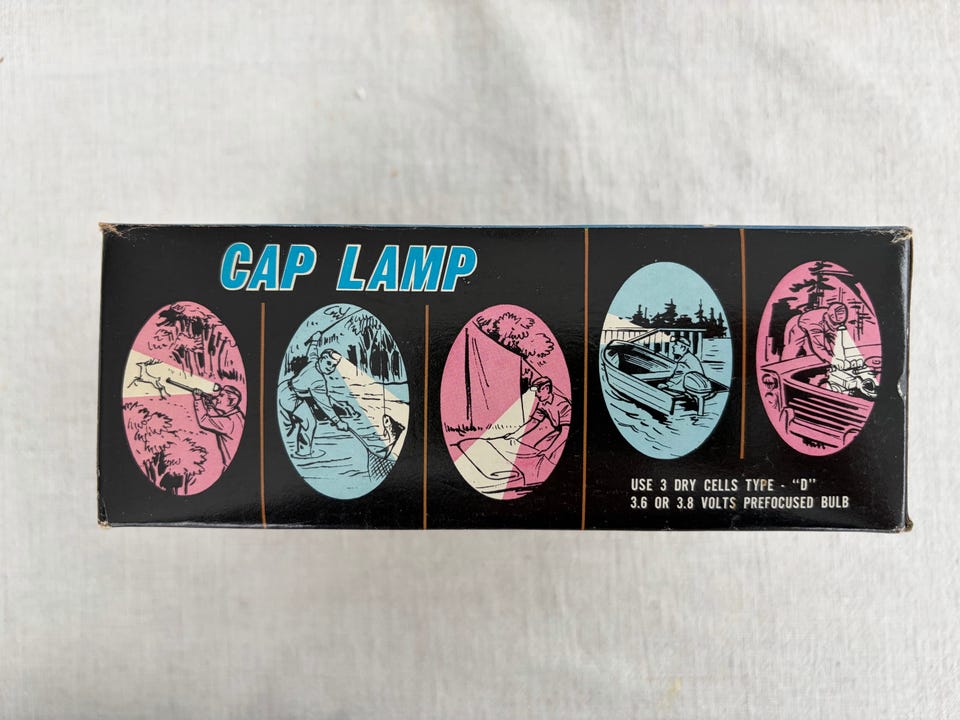 CAP LAMP
USE 3 DRY CELLS TYPE - "D"
3.6 OR 3.8 VOLTS PREFOCUSED BULB